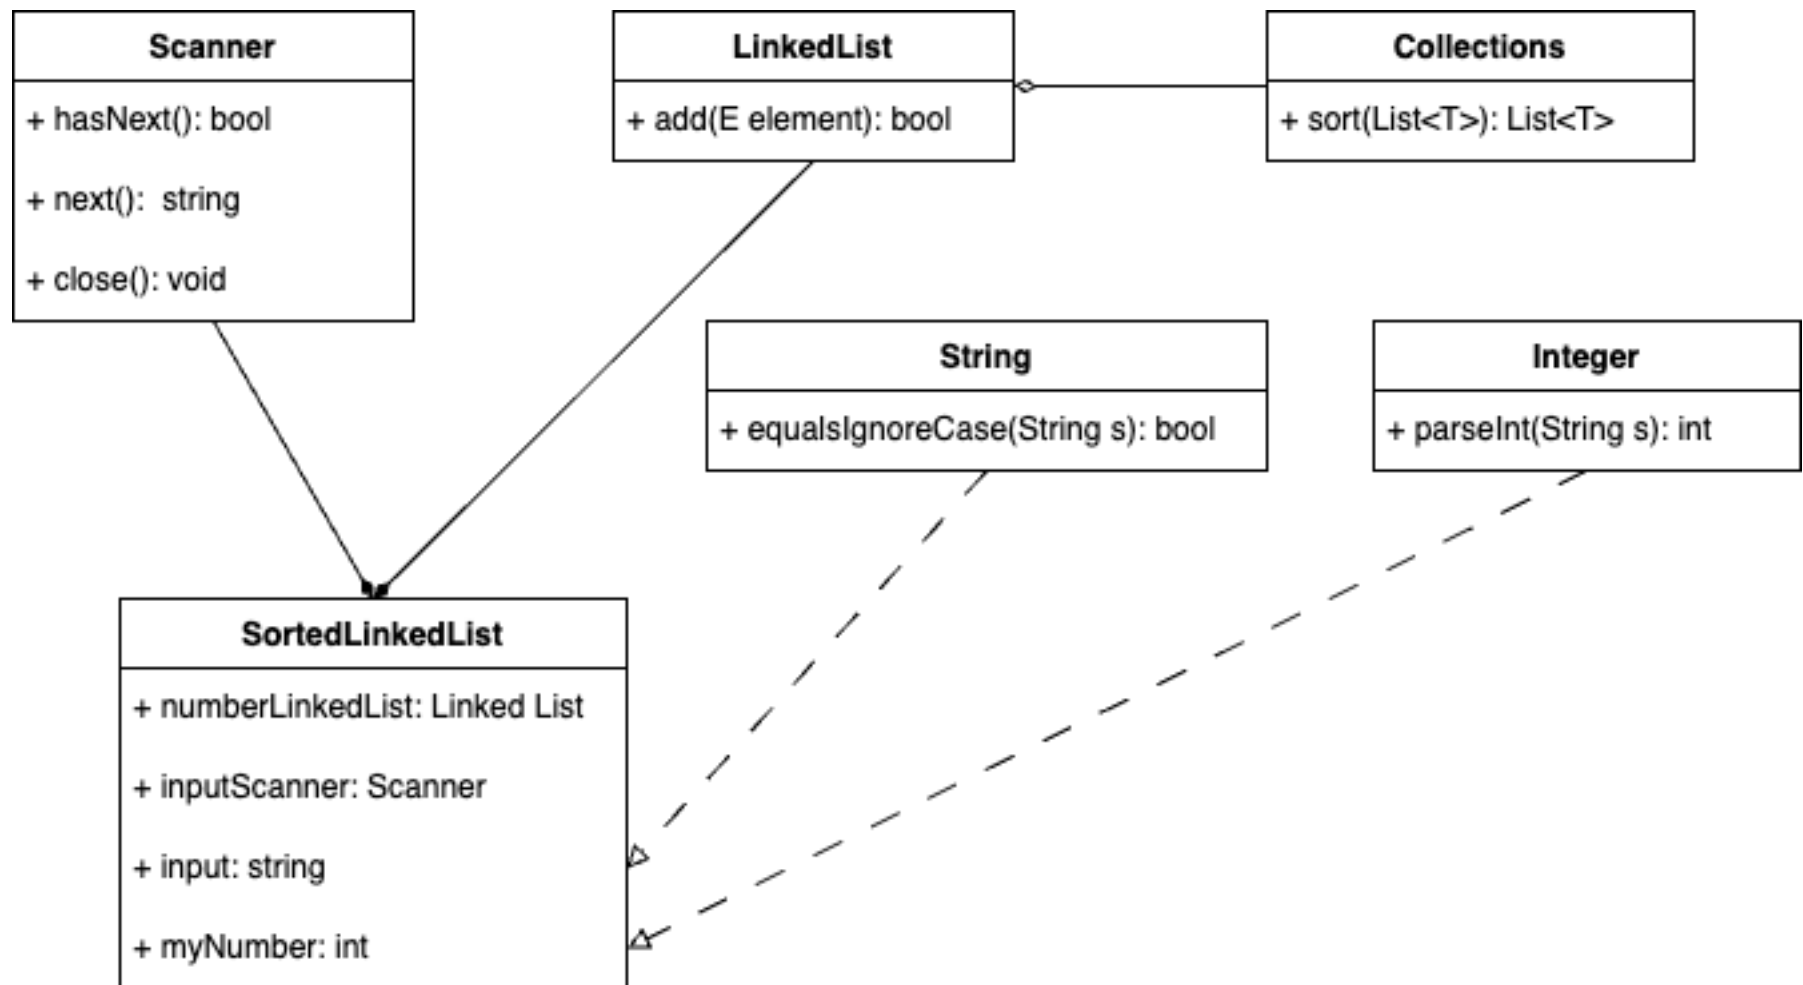 Scanner
+ hasNext(): bool
+ next():  string
+ close(): void
LinkedList
+ add(E element): bool
Collections
+ sort(List<T>): List<T>
String
+ equalsIgnoreCase(String s): bool
Integer
+ parseInt(String s): int
SortedLinkedList
+ numberLinkedList: Linked List
+ inputScanner: Scanner
+ input: string
+ myNumber: int